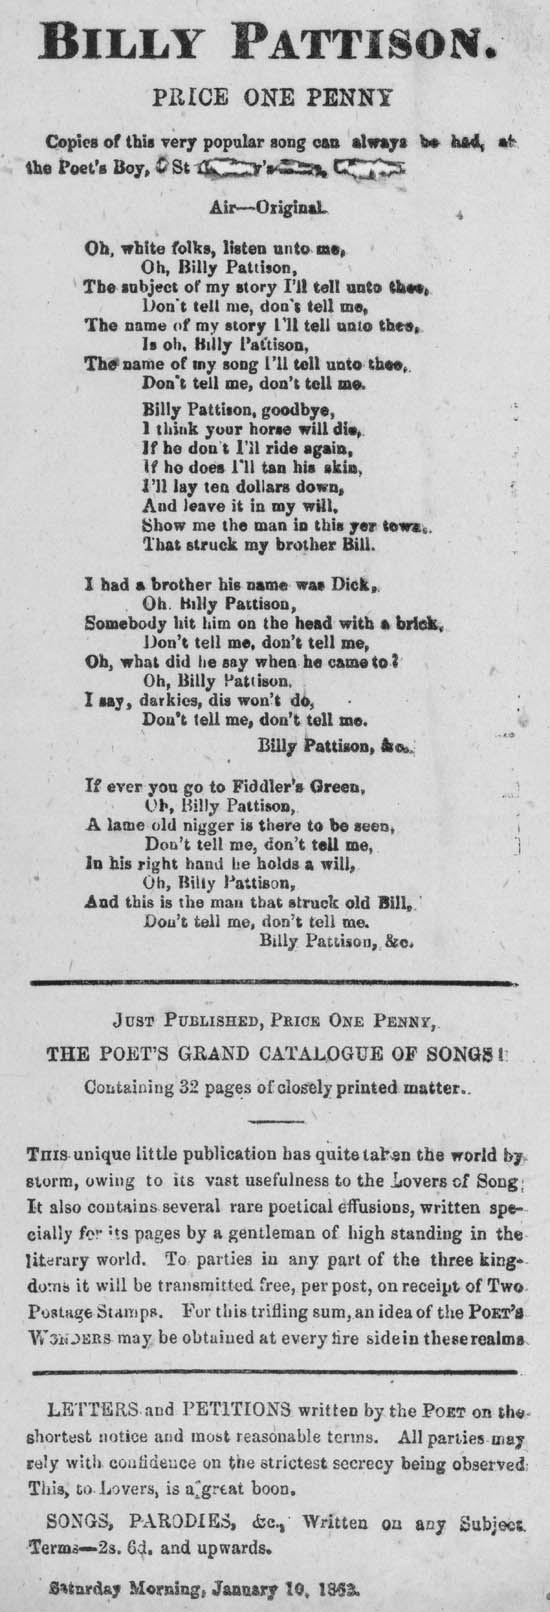 BILLY PATTISON.
PRICE ONE PENNY
Copies of this very popular song can always be had, at
the Poet's Boy, St
Air—Original.
Oh, white folks, listen unto me,
Oh, Billy Pattison,
The subject of my story I'll tell unto thee,
Don't tell me, don't tell me,
The name of my story I'll tell unto thee,
Is oh, Billy Pattison,
The name of my song I'll tell unto thee,
Don't tell me, don't tell me.
Billy Pattison, goodbye,
I think your horse will die,
If he don't I'll ride again,
If he does I'll tan his skin,
I'll lay ten dollars down,
And leave it in my will,
Show me the man in this yer town,
That struck my brother Bill.
I had a brother his name was Dick,
Oh. Billy Pattison,
Somebody hit him on the head with a brick,
Don't tell me, don't tell me,
Oh, what did he say when he came to?
Oh, Billy Pattison,
I say, darkies, dis won't do,
Don't tell me, don't tell me.
Billy Pattison, &c.
If ever you go to Fiddler's Green,
Oh, Billy Pattison,
A lame old nigger is there to be seen,
Don't tell me, don't tell me,
In his right hand he holds a will,
Oh, Billy Pattison,
And this is the man that struck old Bill,
Don't tell me, don't tell me.
Billy Pattison, &c.
JUST PUBLISHED, PRICE ONE PENNY,
THE POET'S GRAND CATALOGUE OF SONGS!
Containing 32 pages of closely printed matter.
THIS unique little publication has quite taken the world by
storm, owing to its vast usefulness to the Lovers of Song;
It also contains several rare poetical effusions, written spe-
cially for its pages by a gentleman of high standing in the
literary world. To parties in any part of the three king-
doms it will be transmitted free, per post, on receipt of Two
Postage Stamps. For this trifling sum, an idea of the POET'S
WONDERS may be obtained at every fire side in these realms
LETTERS and PETITIONS written by the POET on the
shortest notice and most reasonable terms. All parties may
rely with confidence on the strictest secrecy being observed
This, to Lovers, is a great boon.
SONGS, PARODIES, &c., Written on any Subject
Terms—2s. 6d. and upwards.
Saturday Morning, January 10, 1863.